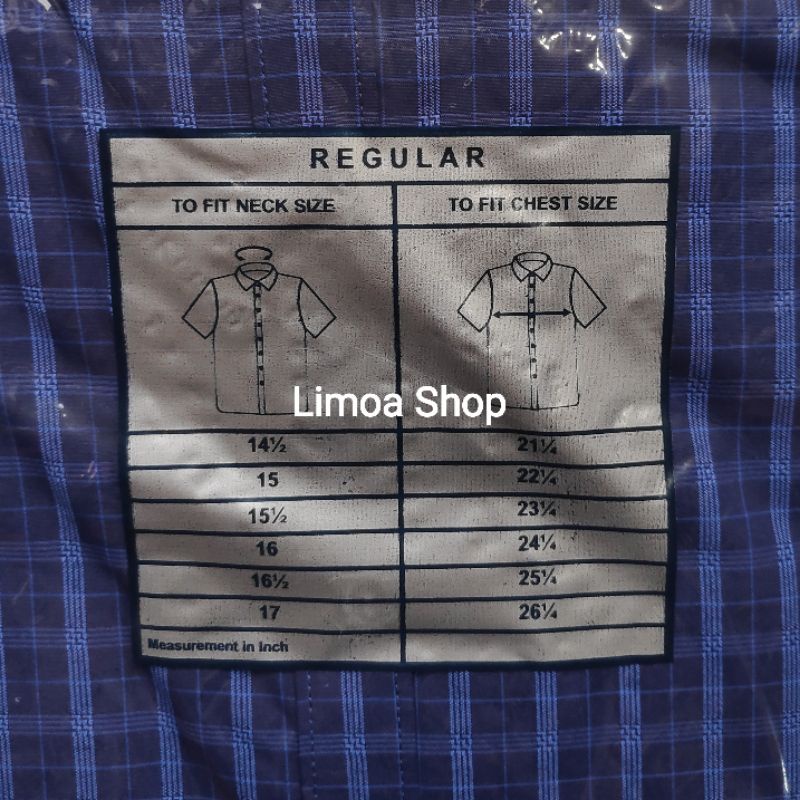 REGULAR
TO FIT NECK SIZE TO FIT CHEST SIZE
Limoa Shop
14½ 21¼
15 22¼
15½ 23¼
16 24¼
16½ 25¼
17 26¼
Measurement in Inch